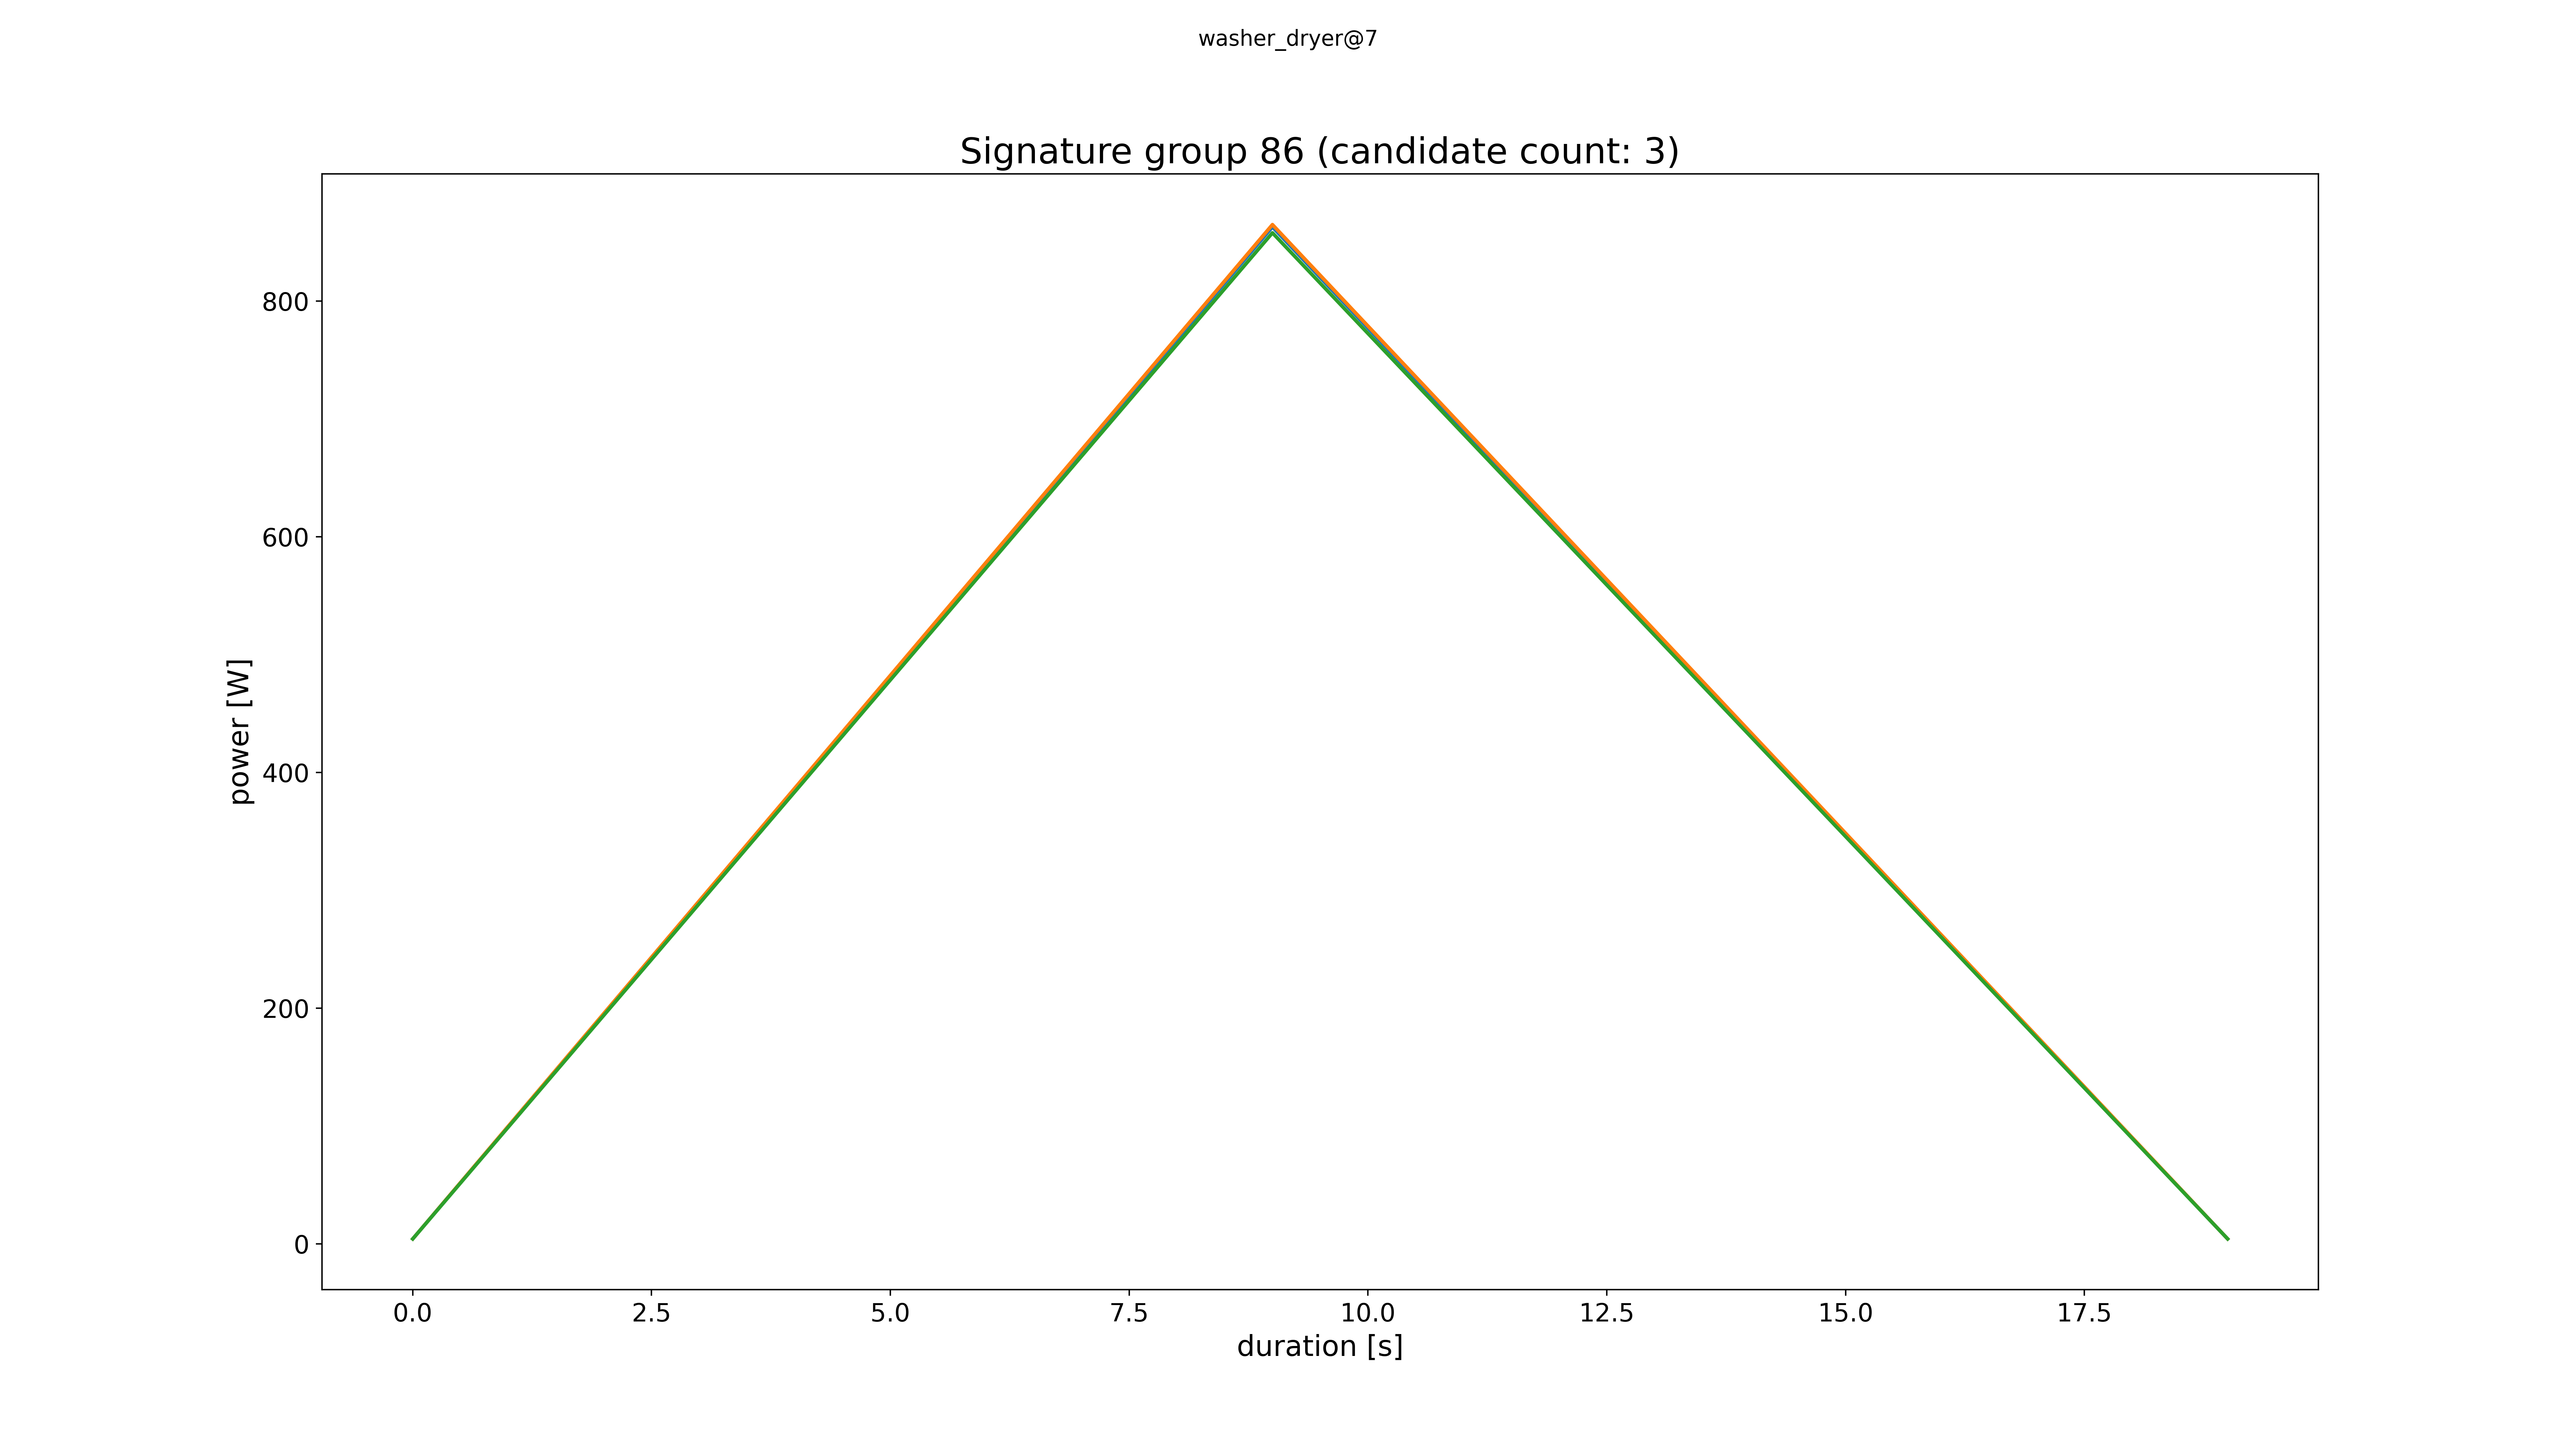 washer_dryer@7
Signature group 86 (candidate count: 3)
800
600
400
200
0
power [W]
0.0 2.5 5.0 7.5 10.0 12.5 15.0 17.5
duration [s]